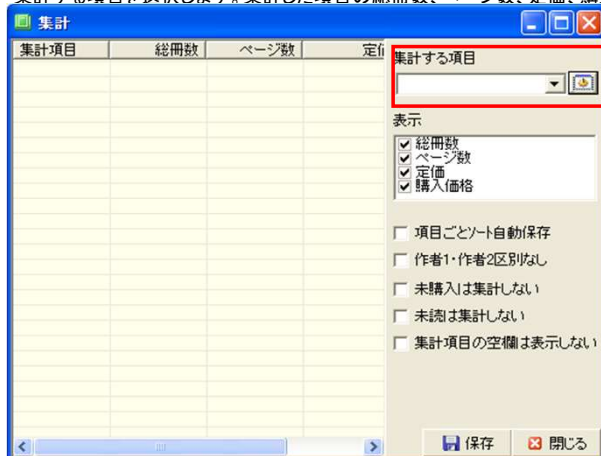 集計
集計項目 総冊数 ページ数 定価
集計する項目
表示
総冊数
ページ数
定価
購入価格
項目ごとソート自動保存
作者1・作者2区別なし
未購入は集計しない
未読は集計しない
集計項目の空欄は表示しない
保存 閉じる